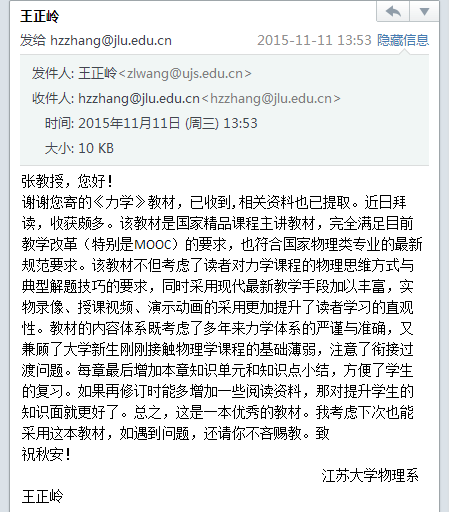 王正岭
发给 hzzhang@jlu.edu.cn 2015-11-11 13:53 隐藏信息
发件人: 王正岭<zlwang@ujs.edu.cn>
收件人: hzzhang@jlu.edu.cn<hzzhang@jlu.edu.cn>
时间: 2015年11月11日 (周三) 13:53
大小: 10 KB
张教授，您好！
谢谢您寄的《力学》教材，已收到,相关资料也已提取。近日拜
读，收获颇多。该教材是国家精品课程主讲教材，完全满足目前
教学改革（特别是MOOC）的要求，也符合国家物理类专业的最新
规范要求。该教材不但考虑了读者对力学课程的物理思维方式与
典型解题技巧的要求，同时采用现代最新教学手段加以丰富，实
物录像、授课视频、演示动画的采用更加提升了读者学习的直观
性。教材的内容体系既考虑了多年来力学体系的严谨与准确，又
兼顾了大学新生刚刚接触物理学课程的基础薄弱，注意了衔接过
渡问题。每章最后增加本章知识单元和知识点小结，方便了学生
的复习。如果再修订时能多增加一些阅读资料，那对提升学生的
知识面就更好了。总之，这是一本优秀的教材。我考虑下次也能
采用这本教材，如遇到问题，还请你不吝赐教。致
祝秋安！
江苏大学物理系
王正岭